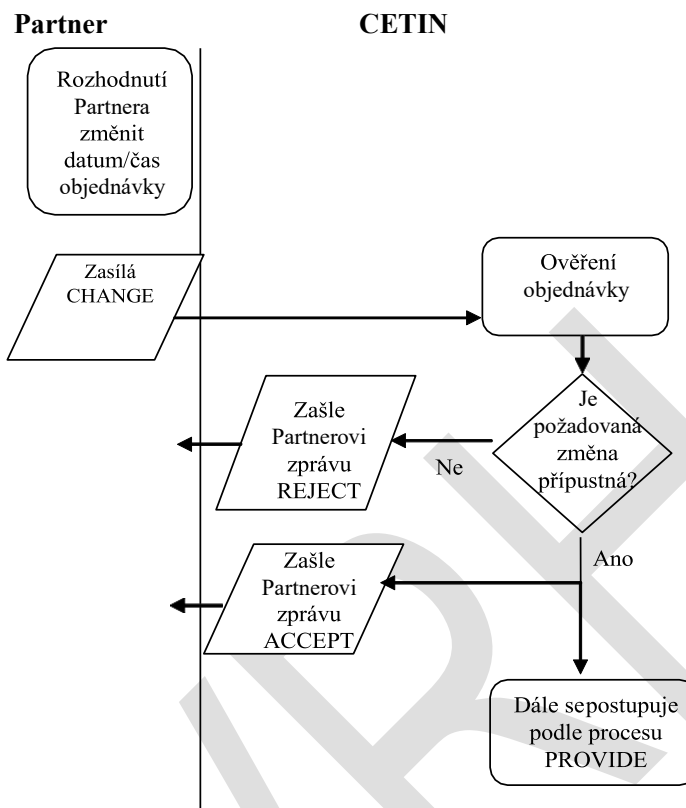 Partner
CETIN
Rozhodnutí
Partnera
změnit
datum/čas
objednávky
Zasílá
CHANGE
Ověření
objednávky
Je
požadovaná
změna
přípustná?
Ne
Zašle
Partnerovi
zprávu
REJECT
Ano
Zašle
Partnerovi
zprávu
ACCEPT
Dále sepostupuje
podle procesu
PROVIDE